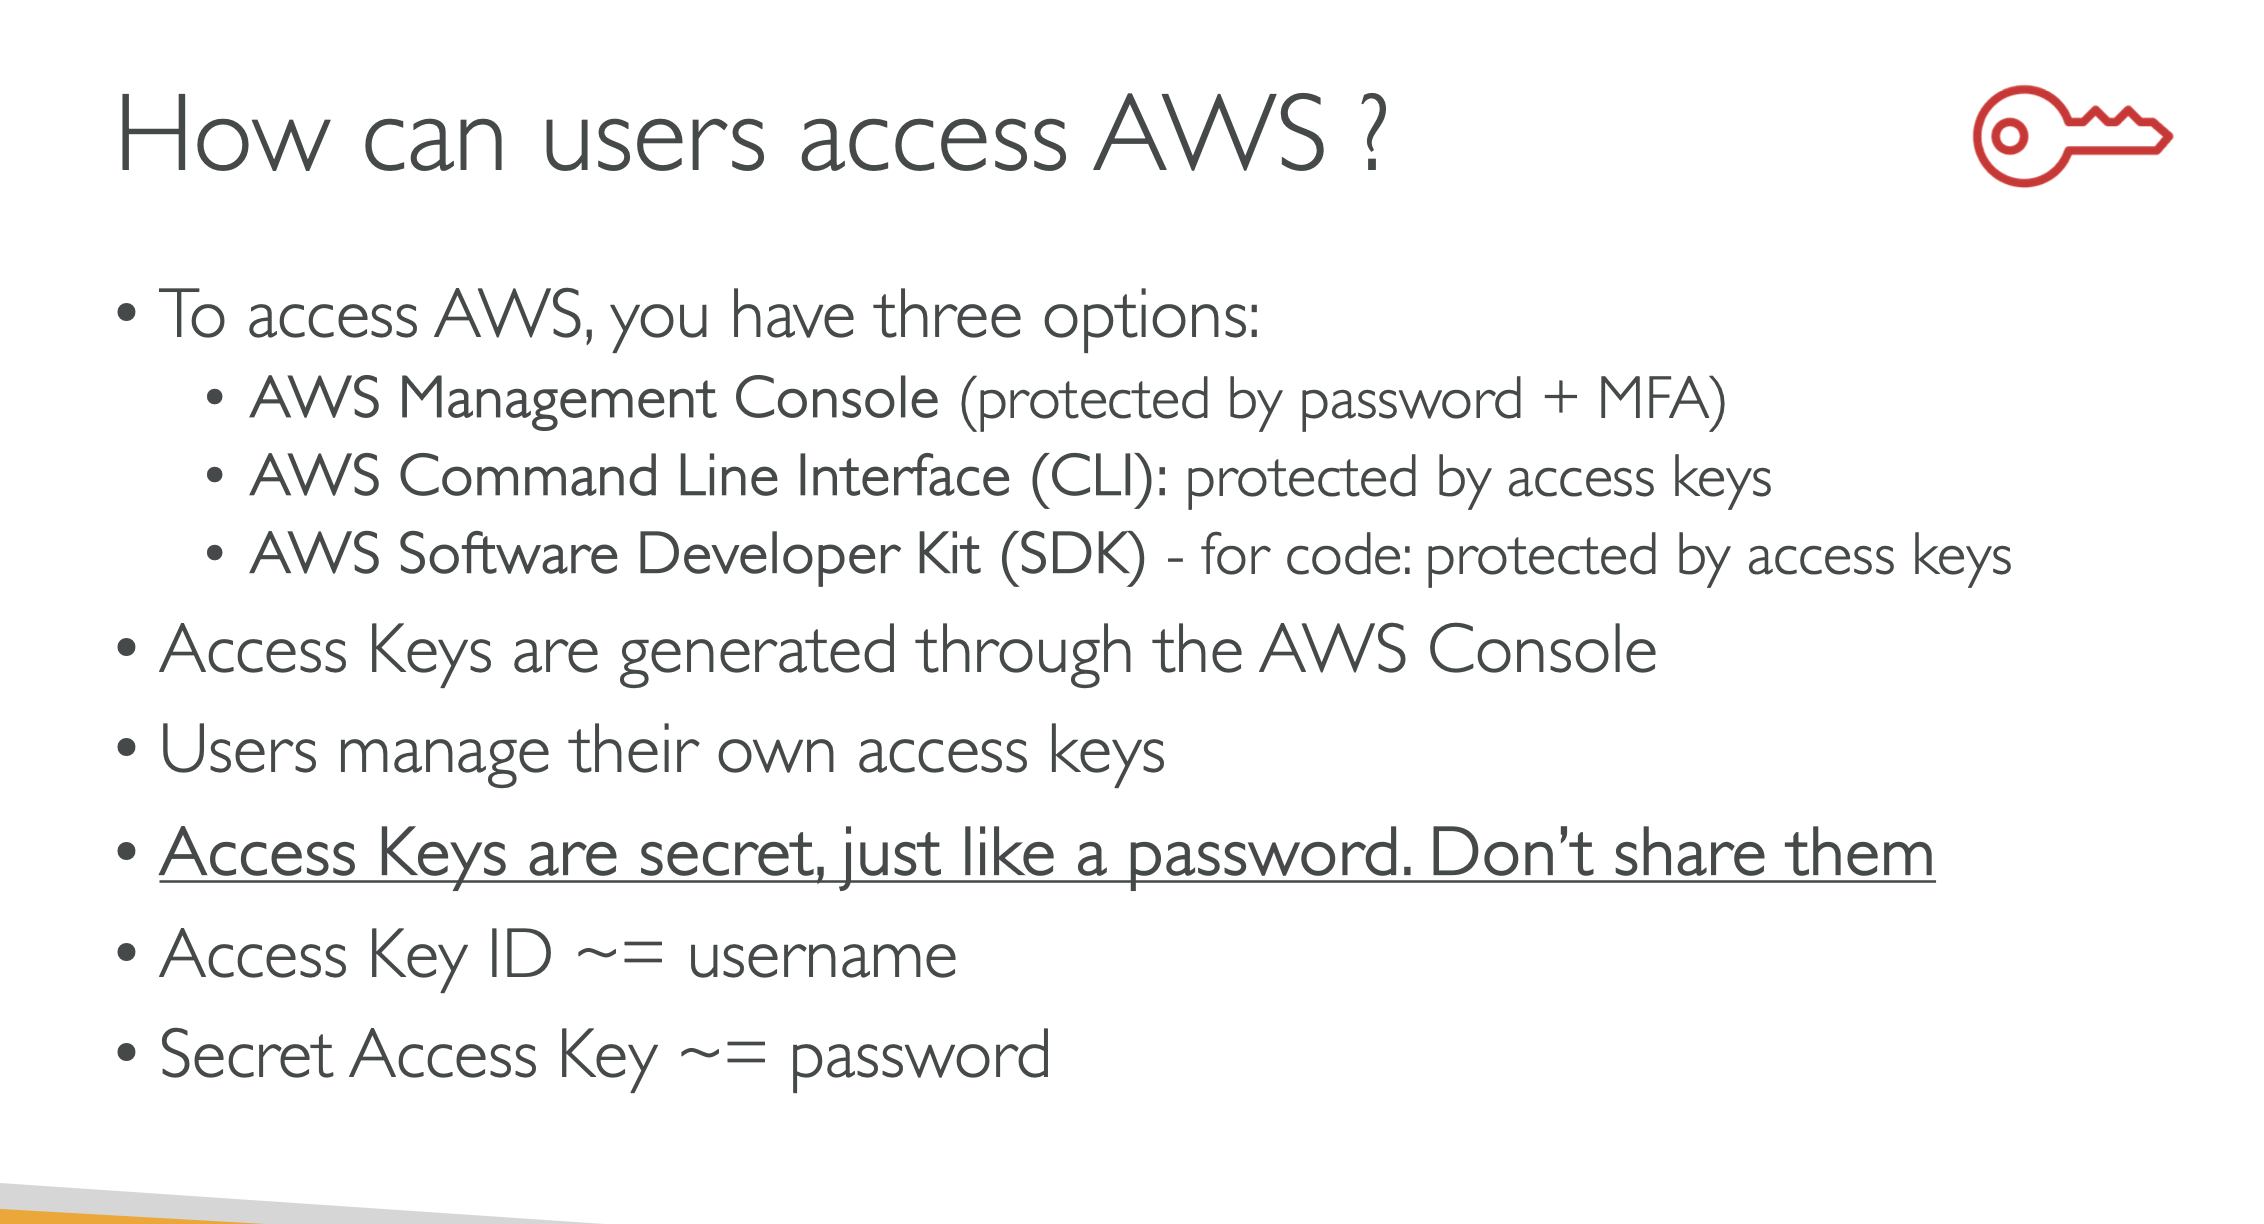 How can users access AWS ?
• To access AWS, you have three options:
• AWS Management Console (protected by password + MFA)
• AWS Command Line Interface (CLI): protected by access keys
• AWS Software Developer Kit (SDK) - for code: protected by access keys
• Access Keys are generated through the AWS Console
• Users manage their own access keys
• Access Keys are secret, just like a password. Don’t share them
• Access Key ID ~= username
• Secret Access Key ~= password